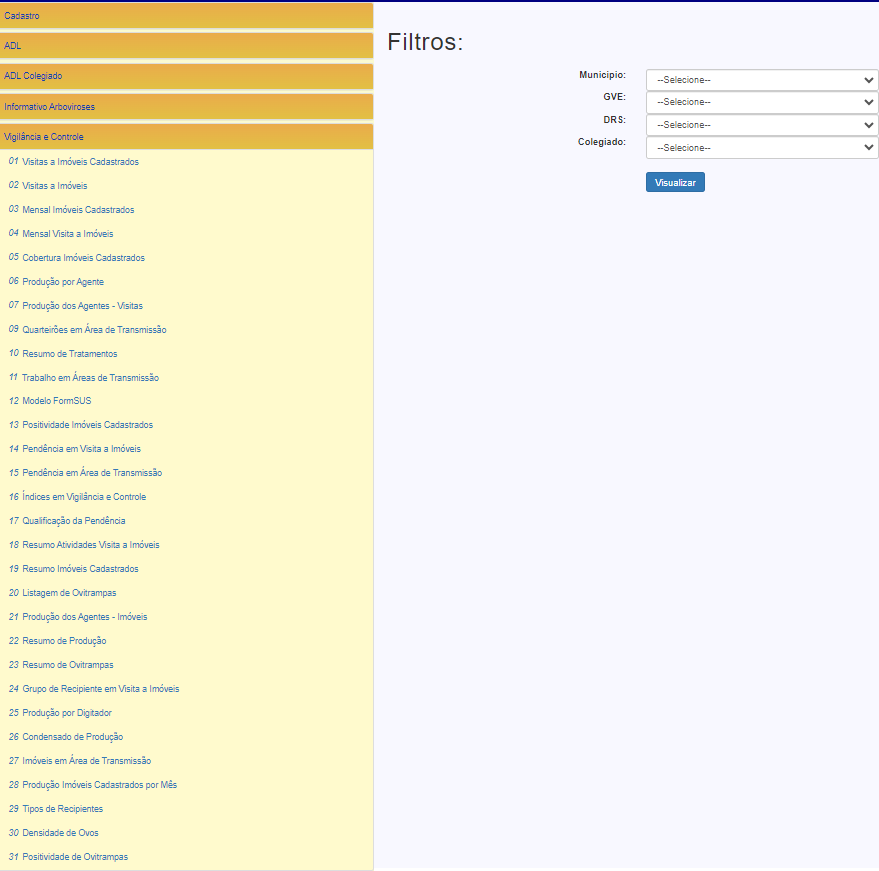 Cadastro
ADL
ADL Colegiado
Informativo Arboviroses
Vigilância e Controle
01 Visitas a Imóveis Cadastrados
02 Visitas a Imóveis
03 Mensal Imóveis Cadastrados
04 Mensal Visita a Imóveis
05 Cobertura Imóveis Cadastrados
06 Produção por Agente
07 Produção dos Agentes - Visitas
09 Quarteirões em Área de Transmissão
10 Resumo de Tratamentos
11 Trabalho em Áreas de Transmissão
12 Modelo FormSUS
13 Positividade Imóveis Cadastrados
14 Pendência em Visita a Imóveis
15 Pendência em Área de Transmissão
16 Índices em Vigilância e Controle
17 Qualificação da Pendência
18 Resumo Atividades Visita a Imóveis
19 Resumo Imóveis Cadastrados
20 Listagem de Ovitrampas
21 Produção dos Agentes - Imóveis
22 Resumo de Produção
23 Resumo de Ovitrampas
24 Grupo de Recipiente em Visita a Imóveis
25 Produção por Digitador
26 Condensado de Produção
27 Imóveis em Área de Transmissão
28 Produção Imóveis Cadastrados por Mês
29 Tipos de Recipientes
30 Densidade de Ovos
31 Positividade de Ovitrampas
Filtros:
Município: --Selecione--
GVE: --Selecione--
DRS: --Selecione--
Colegiado: --Selecione--
Visualizar